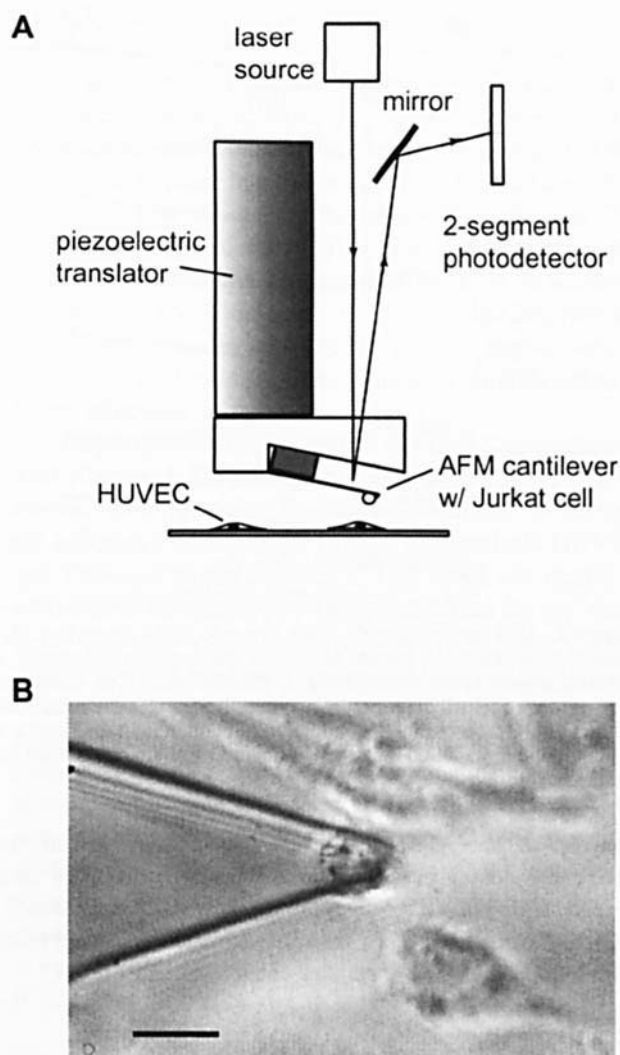 A
laser
source
mirror
piezoelectric
translator
2-segment
photodetector
AFM cantilever
w/ Jurkat cell
HUVEC
B